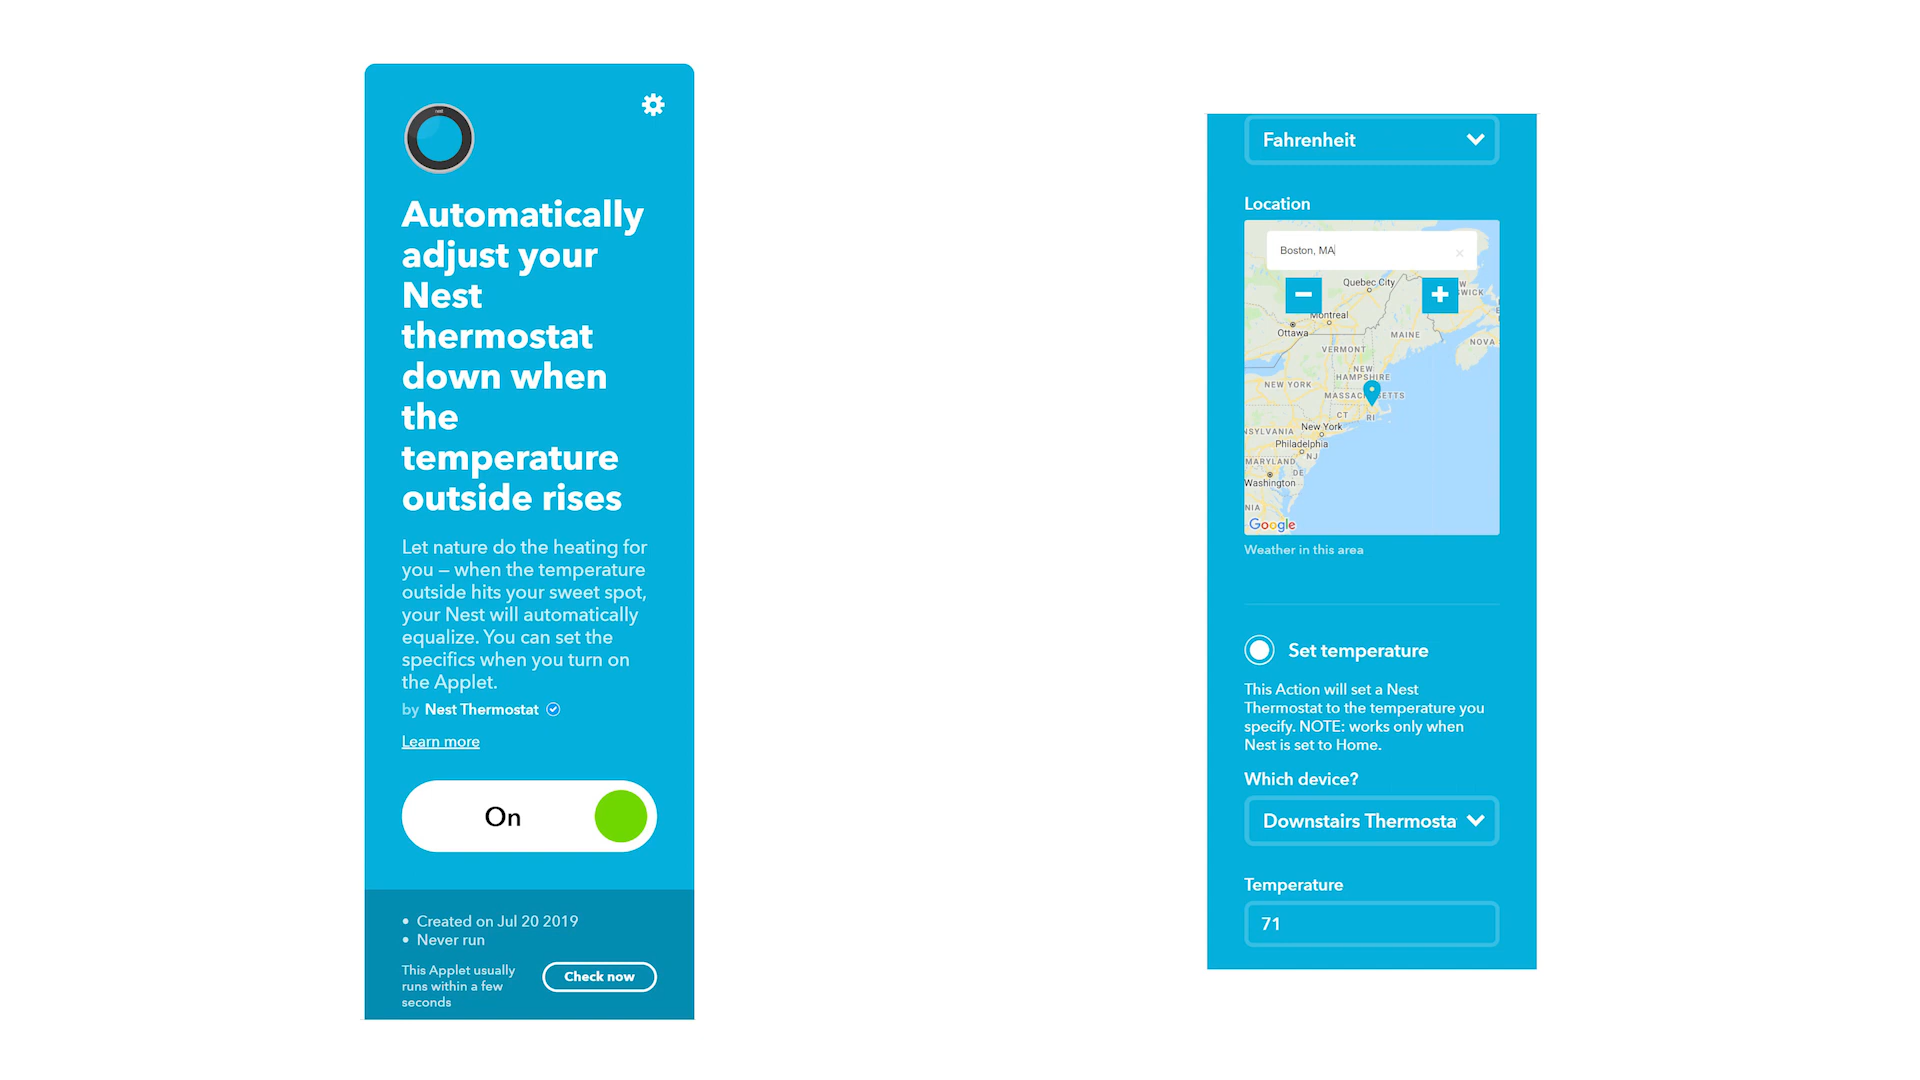 Automatically
adjust your
Nest
thermostat
down when
the
temperature
outside rises
Let nature do the heating for
you – when the temperature
outside hits your sweet spot,
your Nest will automatically
equalize. You can set the
specifics when you turn on
the Applet.
by Nest Thermostat
Learn more
On
• Created on Jul 20 2019
• Never run
This Applet usually
runs within a few
seconds
Check now
Fahrenheit
Location
Boston, MA
Quebec City
WICK
Montreal
Ottawa
MAINE
NOVA
VERMONT
NEW
HAMPSHIRE
NEW YORK
MASSAC SETTS
CT
RI
NSYLVANIA
New York
Philadelphia
NJ
MARYLAND
DE
Washington
NIA
Google
Weather in this area
Set temperature
This Action will set a Nest
Thermostat to the temperature you
specify. NOTE: works only when
Nest is set to Home.
Which device?
Downstairs Thermosta
Temperature
71